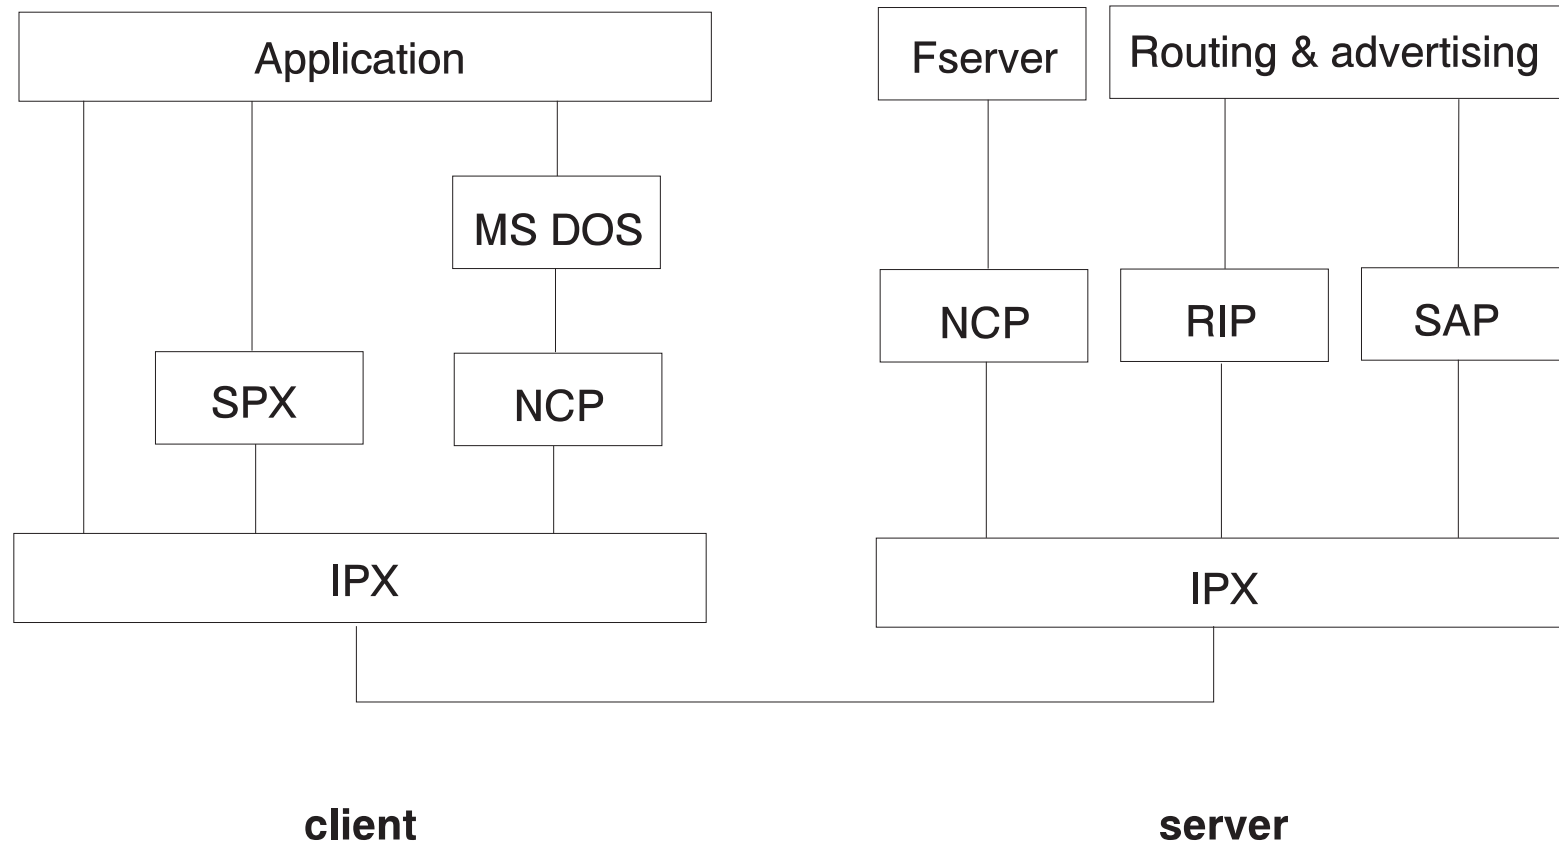 Application
MS DOS
SPX
NCP
IPX
Fserver
Routing & advertising
NCP
RIP
SAP
IPX
client
server